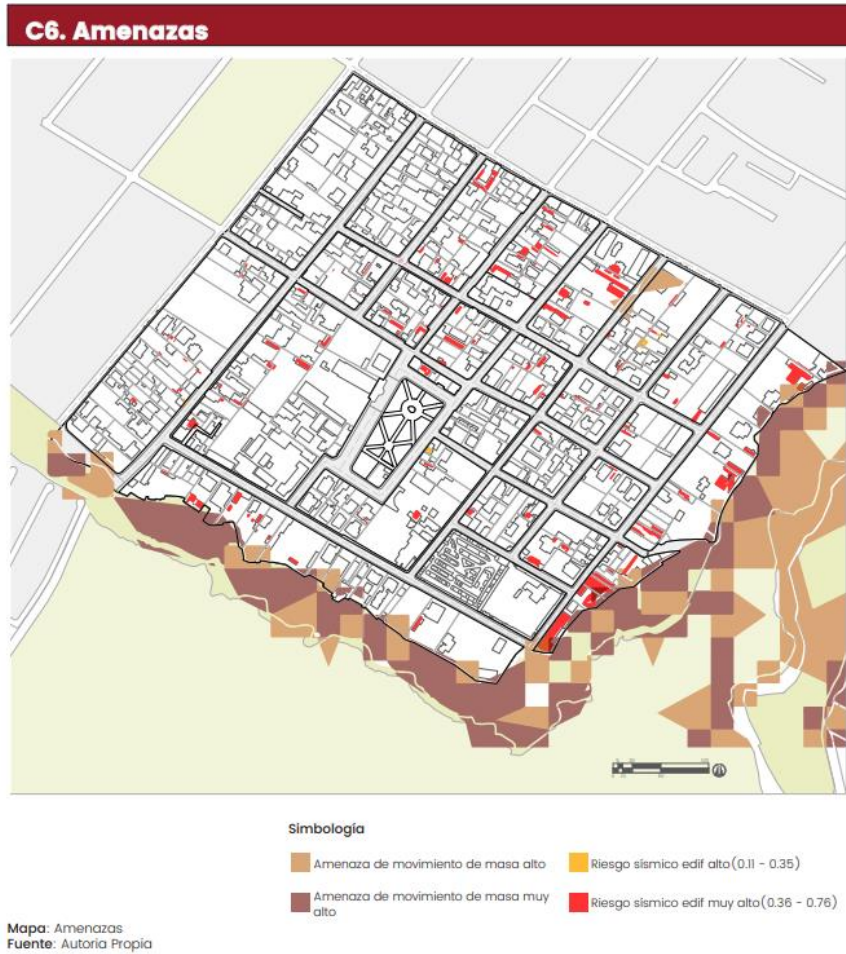 C6. Amenazas
Simbología
Amenaza de movimiento de masa alto
Riesgo sísmico edif alto(0.11 - 0.35)
Amenaza de movimiento de masa muy
alto
Riesgo sísmico edif muy alto(0.36 - 0.76)
Mapa: Amenazas
Fuente: Autoria Propia